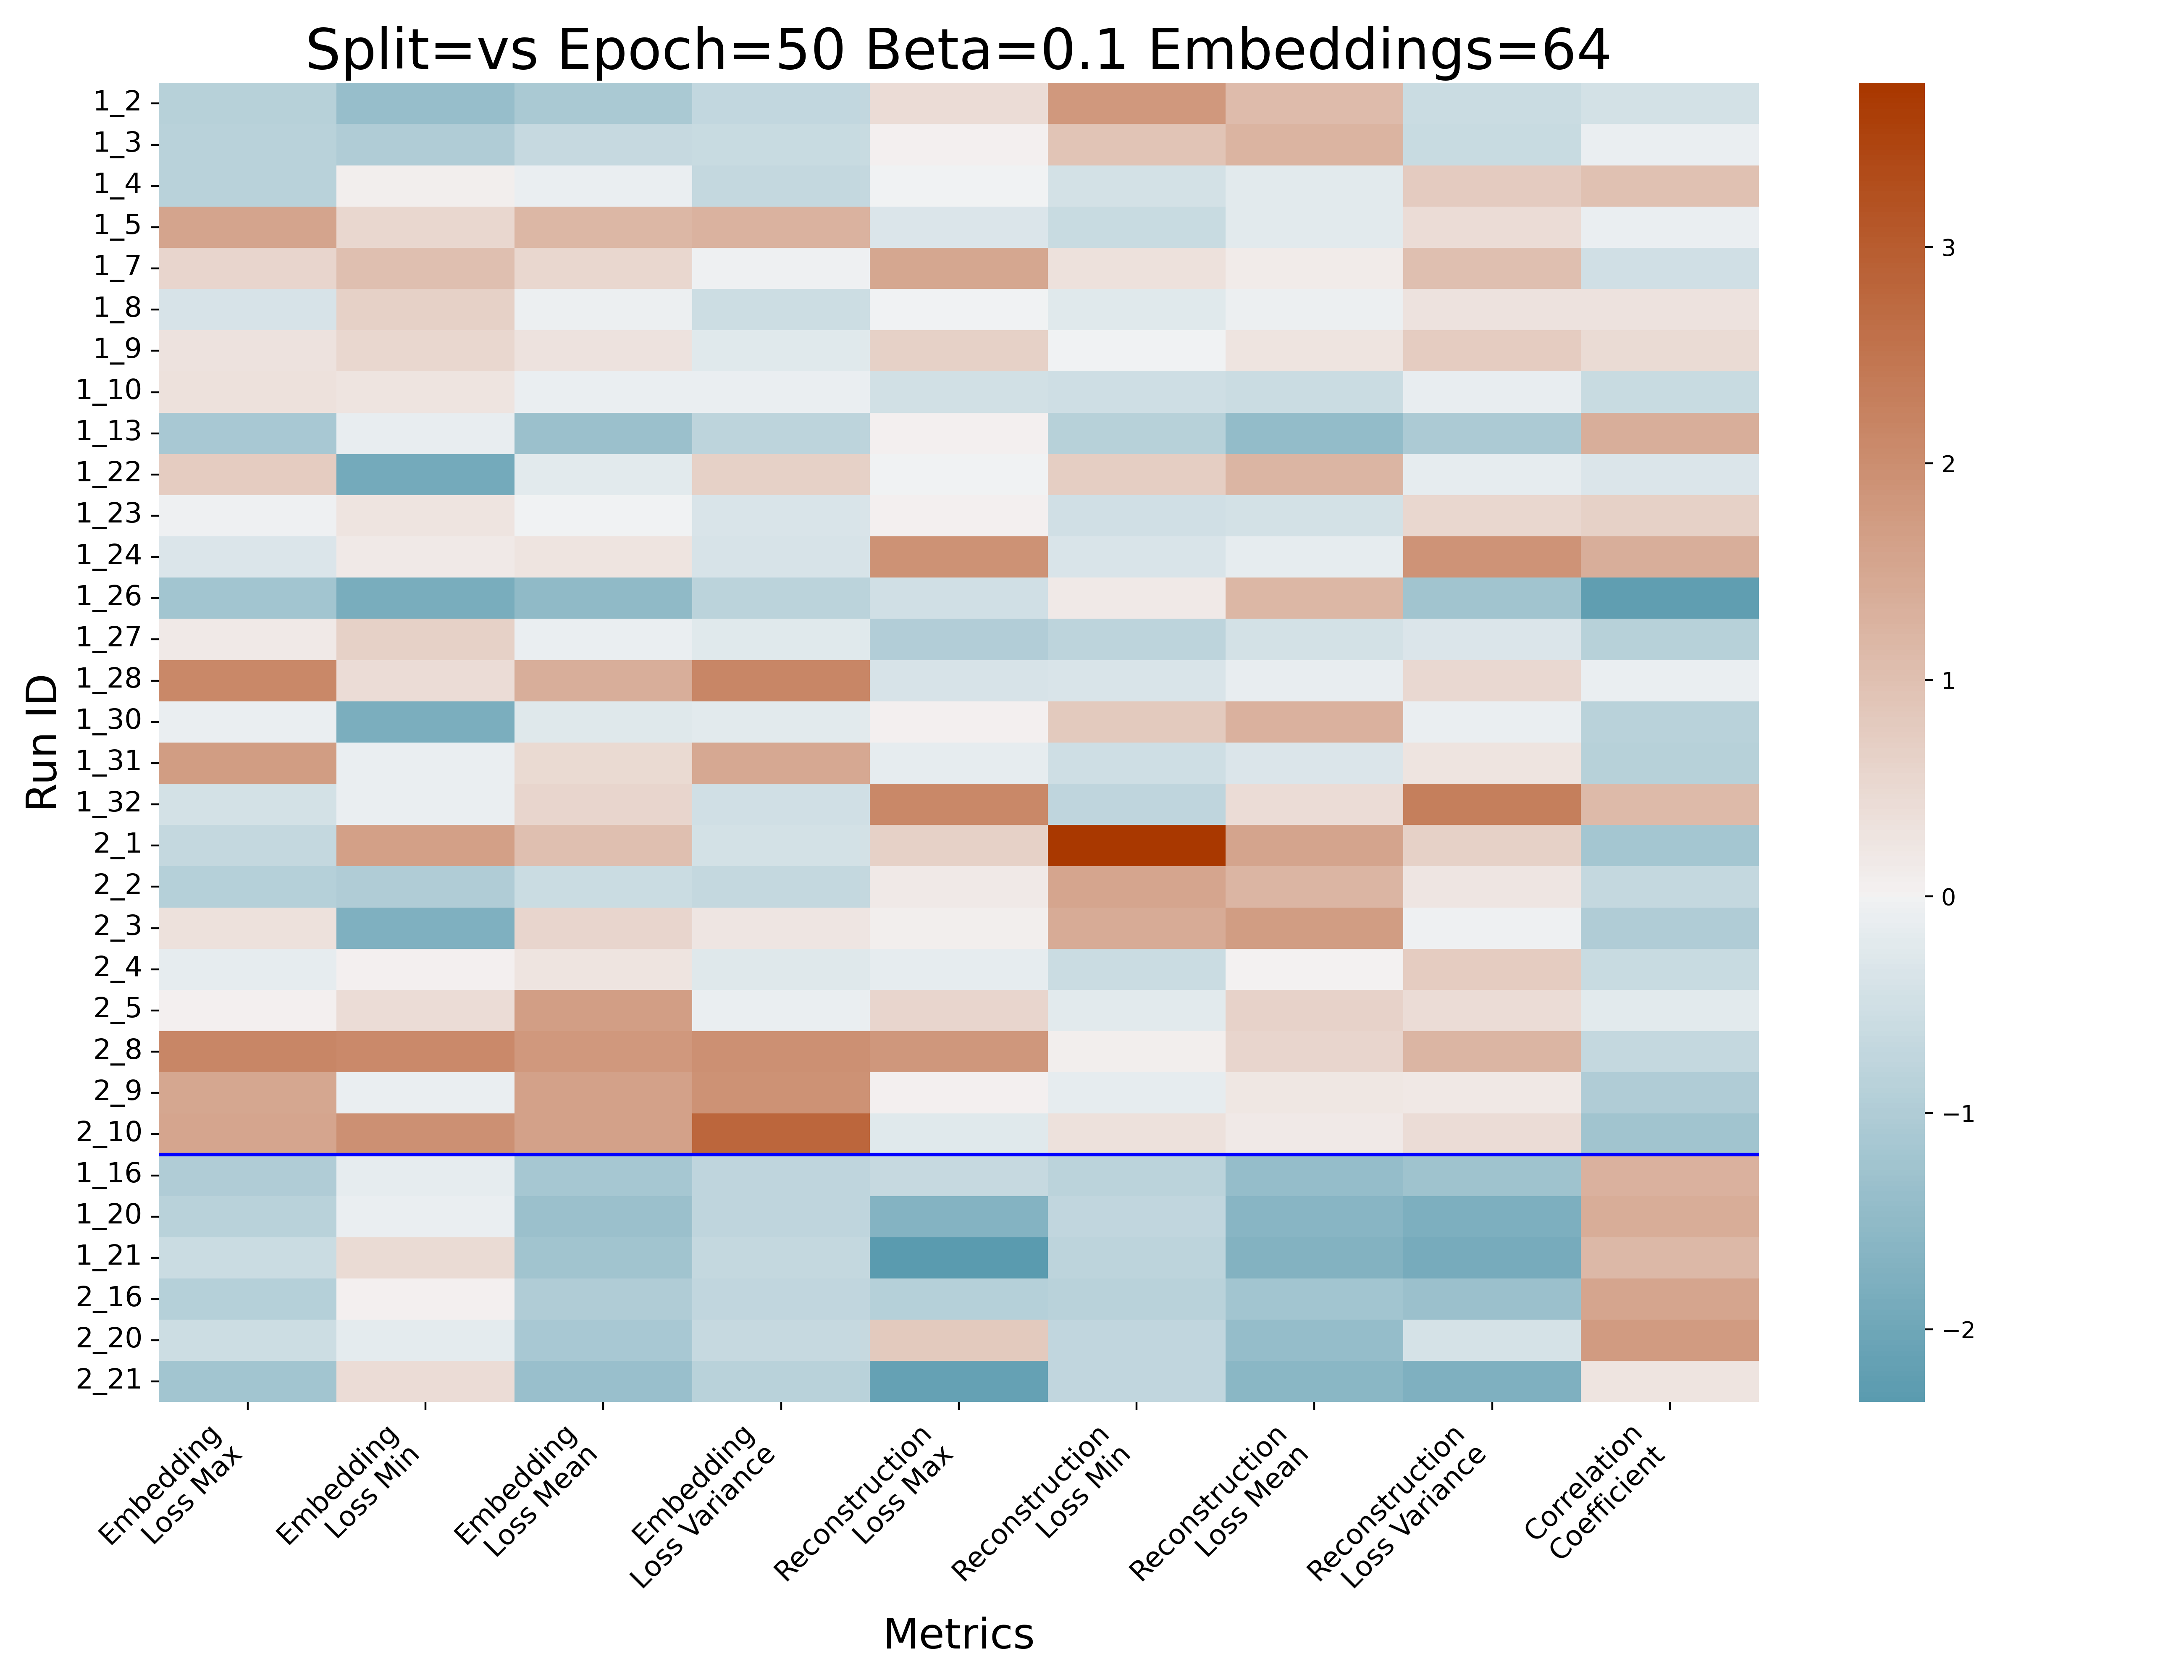 Split=vs Epoch=50 Beta=0.1 Embeddings=64
Run ID
1_2
1_3
1_4
1_5
1_7
1_8
1_9
1_10
1_13
1_22
1_23
1_24
1_26
1_27
1_28
1_30
1_31
1_32
2_1
2_2
2_3
2_4
2_5
2_8
2_9
2_10
1_16
1_20
1_21
2_16
2_20
2_21
Embedding
Loss Max
Embedding
Loss Min
Embedding
Loss Mean
Embedding
Loss Variance
Reconstruction
Loss Max
Reconstruction
Loss Min
Reconstruction
Loss Mean
Reconstruction
Loss Variance
Correlation
Coefficient
Metrics
3
2
1
0
−1
−2